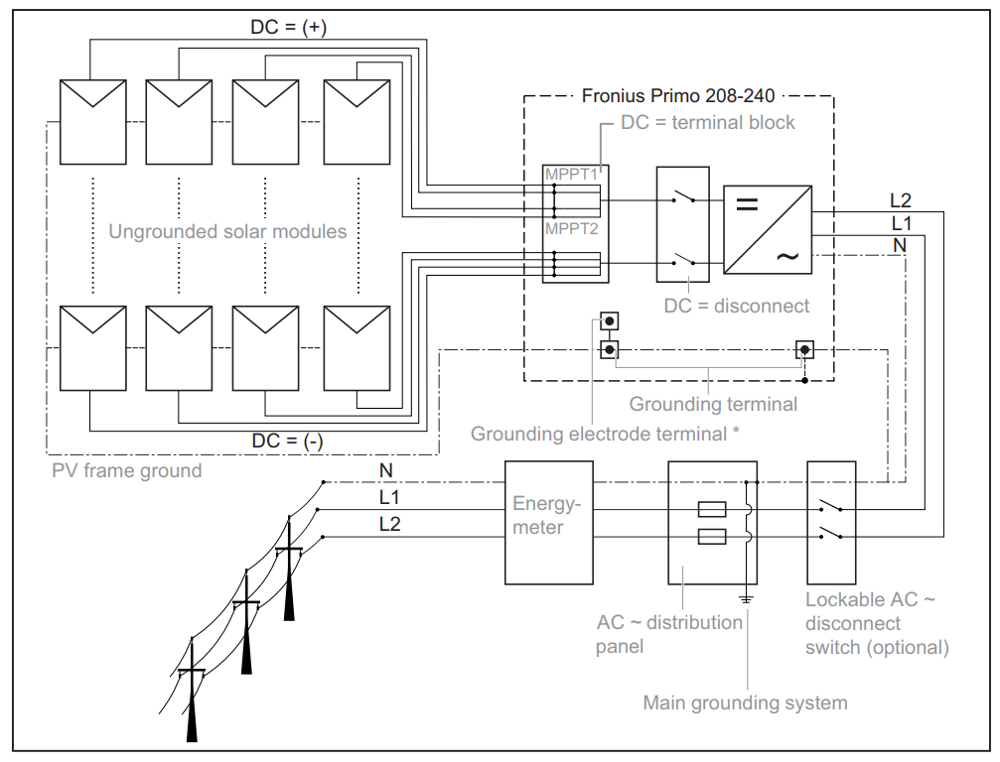 DC = (+)
Fronius Primo 208-240
DC = terminal block
MPPT1
MPPT2
L2
L1
N
Ungrounded solar modules
DC = disconnect
Grounding terminal
Grounding electrode terminal *
DC = (-)
PV frame ground
N
L1
L2
Energy-
meter
AC ~ distribution
panel
Lockable AC ~
disconnect
switch (optional)
Main grounding system